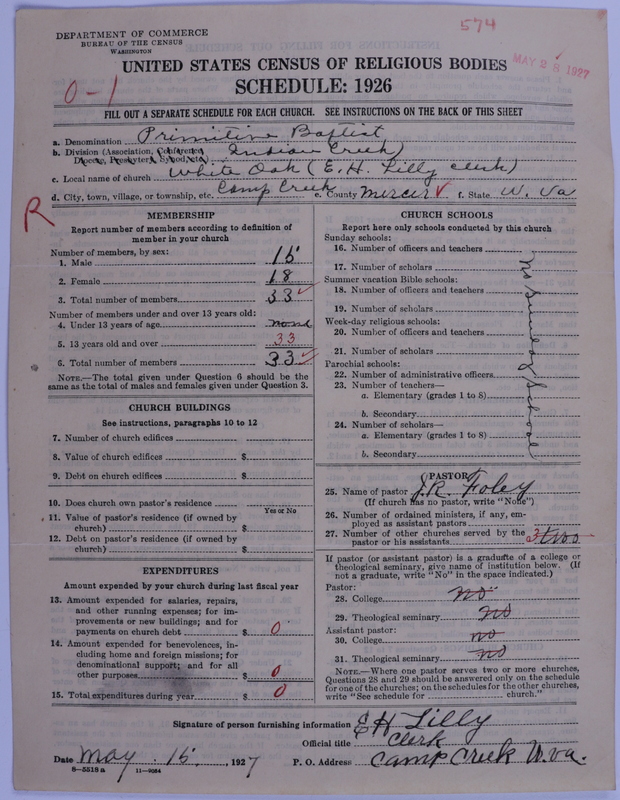 574
DEPARTMENT OF COMMERCE
BUREAU OF THE CENSUS
WASHINGTON
MAY 28 1927
UNITED STATES CENSUS OF RELIGIOUS BODIES
SCHEDULE: 1926
0-1
FILL OUT A SEPARATE SCHEDULE FOR EACH CHURCH. SEE INSTRUCTIONS ON THE BACK OF THIS SHEET
a. Denomination Primitive Baptist
b. Division (Association, Conference, Diocese, Presbytery, Synod, etc.) Indian Creek)
c. Local name of church White Oak (E. H. Lilly clerk)
d. City, town, village, or township, etc. Camp Creek e. County Mercer f. State W. Va
R
MEMBERSHIP
Report number of members according to definition of
member in your church
Number of members, by sex:
1. Male 15
2. Female 18
3. Total number of members 33
Number of members under and over 13 years old:
4. Under 13 years of age none
5. 13 years old and over 33
6. Total number of members 33
NOTE.—The total given under Question 6 should be the
same as the total of males and females given under Question 3.
CHURCH BUILDINGS
See instructions, paragraphs 10 to 12
7. Number of church edifices
8. Value of church edifices $
9. Debt on church edifices $
10. Does church own pastor's residence
Yes or No
11. Value of pastor's residence (if owned by
church) $
12. Debt on pastor's residence (if owned by
church) $
EXPENDITURES
Amount expended by your church during last fiscal year
13. Amount expended for salaries, repairs,
and other running expenses; for im-
provements or new buildings; and for
payments on church debt $ 0
14. Amount expended for benevolences, in-
cluding home and foreign missions; for
denominational support; and for all
other purposes $ 0
15. Total expenditures during year $ 0
CHURCH SCHOOLS
Report here only schools conducted by this church
Sunday schools:
16. Number of officers and teachers
17. Number of scholars
Summer vacation Bible schools:
18. Number of officers and teachers
19. Number of scholars
Week-day religious schools:
20. Number of officers and teachers
21. Number of scholars
Parochial schools:
22. Number of administrative officers
23. Number of teachers—
a. Elementary (grades 1 to 8)
b. Secondary
24. Number of scholars—
a. Elementary (grades 1 to 8)
b. Secondary
No Sunday School
PASTOR
25. Name of pastor J. R. Foley
(If church has no pastor, write "None")
26. Number of ordained ministers, if any, em-
ployed as assistant pastors
27. Number of other churches served by the
pastor or his assistants 3 two
If pastor (or assistant pastor) is a graduate of a college or
theological seminary, give name of institution below. (If
not a graduate, write "No" in the space indicated.)
Pastor:
28. College no
29. Theological seminary no
Assistant pastor:
30. College no
31. Theological seminary no
NOTE.—Where one pastor serves two or more churches,
Questions 28 and 29 should be answered only on the schedule
for one of the churches; on the schedules for the other churches,
write "See schedule for church."
Signature of person furnishing information E H Lilly
Official title Clerk
Date May 15, 1927 P. O. Address Camp Creek W. Va.
8-5518 a 11-9064